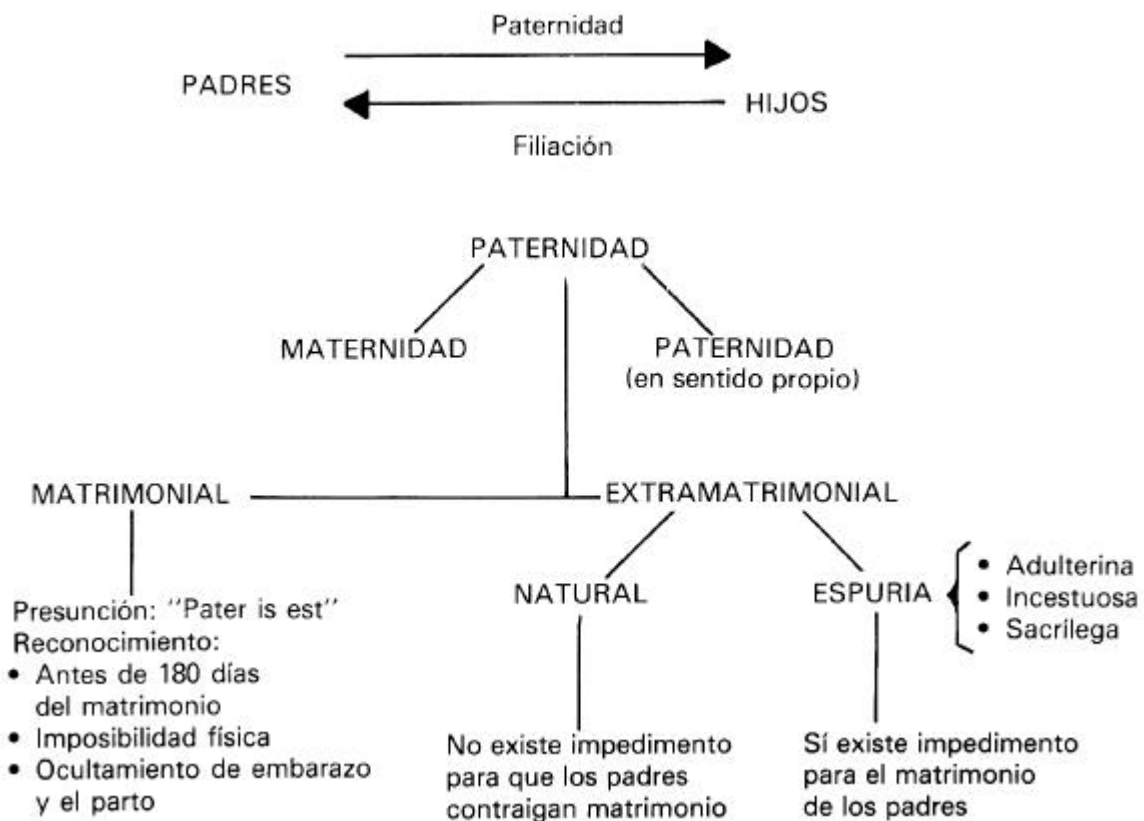 Paternidad
PADRES
HIJOS
Filiación
PATERNIDAD
MATERNIDAD
PATERNIDAD
(en sentido propio)
MATRIMONIAL
EXTRAMATRIMONIAL
Presunción: "Pater is est"
Reconocimiento:
• Antes de 180 días
del matrimonio
• Imposibilidad física
• Ocultamiento de embarazo
y el parto
NATURAL
No existe impedimento
para que los padres
contraigan matrimonio
ESPURIA
• Adulterina
• Incestuosa
• Sacrílega
Sí existe impedimento
para el matrimonio
de los padres